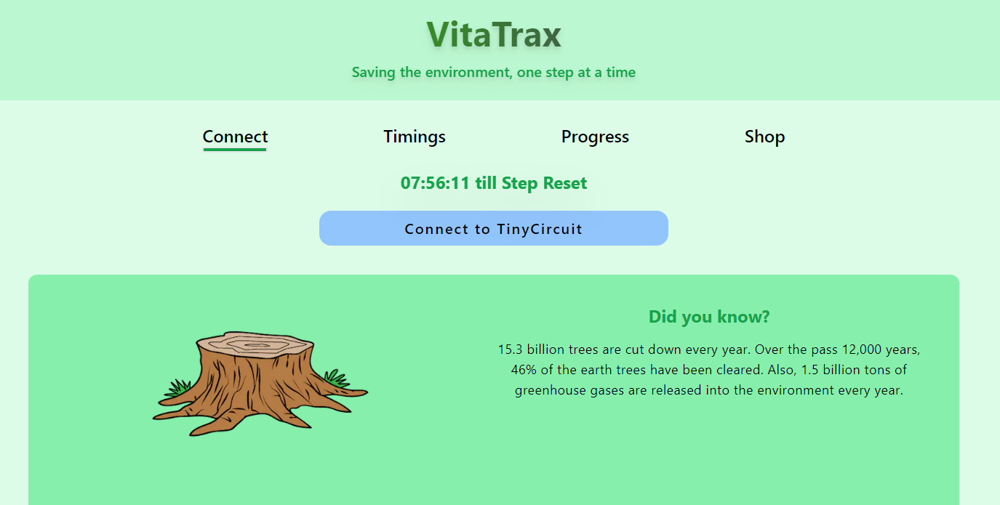 VitaTrax
Saving the environment, one step at a time
Connect Timings Progress Shop
07:56:11 till Step Reset
Connect to TinyCircuit
Did you know?
15.3 billion trees are cut down every year. Over the pass 12,000 years,
46% of the earth trees have been cleared. Also, 1.5 billion tons of
greenhouse gases are released into the environment every year.